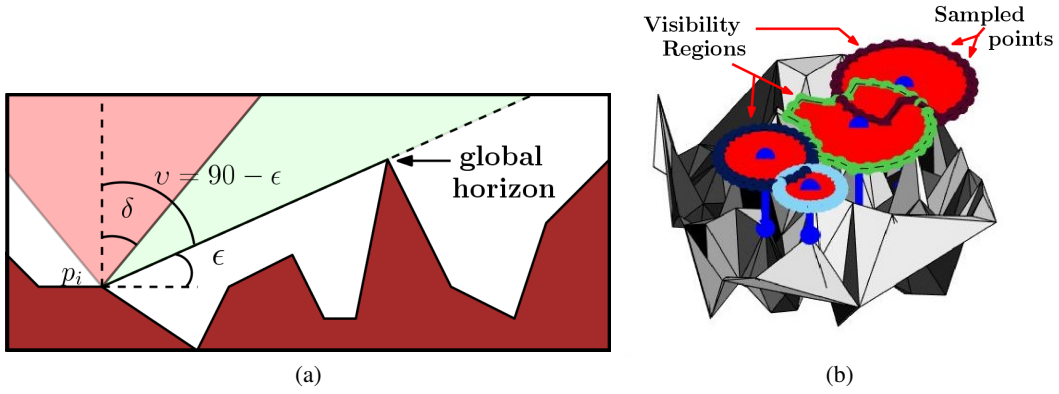 υ = 90 − ϵ
δ
ϵ
p_i
global
horizon
(a)
Visibility
Regions
Sampled
points
(b)